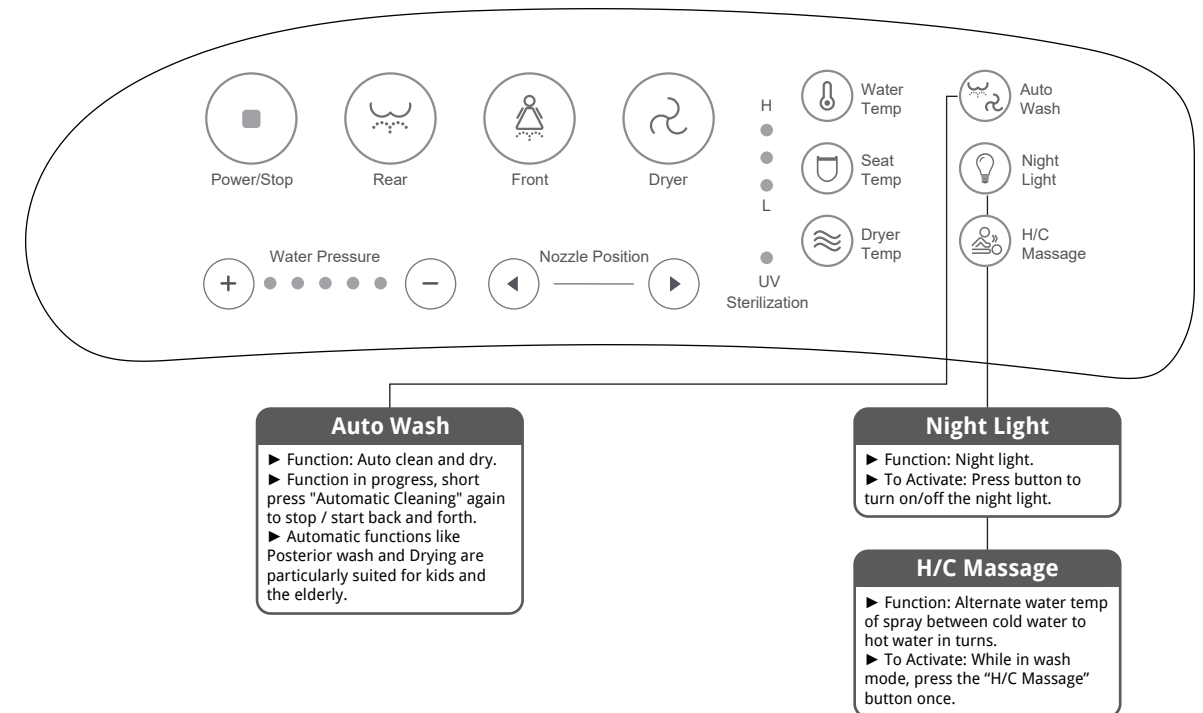 Power/Stop
Rear
Front
Dryer
H
L
Water
Temp
Seat
Temp
Dryer
Temp
Auto
Wash
Night
Light
H/C
Massage
Water Pressure
+
−
Nozzle Position
UV
Sterilization
Auto Wash
► Function: Auto clean and dry.
► Function in progress, short
press "Automatic Cleaning" again
to stop / start back and forth.
► Automatic functions like
Posterior wash and Drying are
particularly suited for kids and
the elderly.
Night Light
► Function: Night light.
► To Activate: Press button to
turn on/off the night light.
H/C Massage
► Function: Alternate water temp
of spray between cold water to
hot water in turns.
► To Activate: While in wash
mode, press the “H/C Massage”
button once.